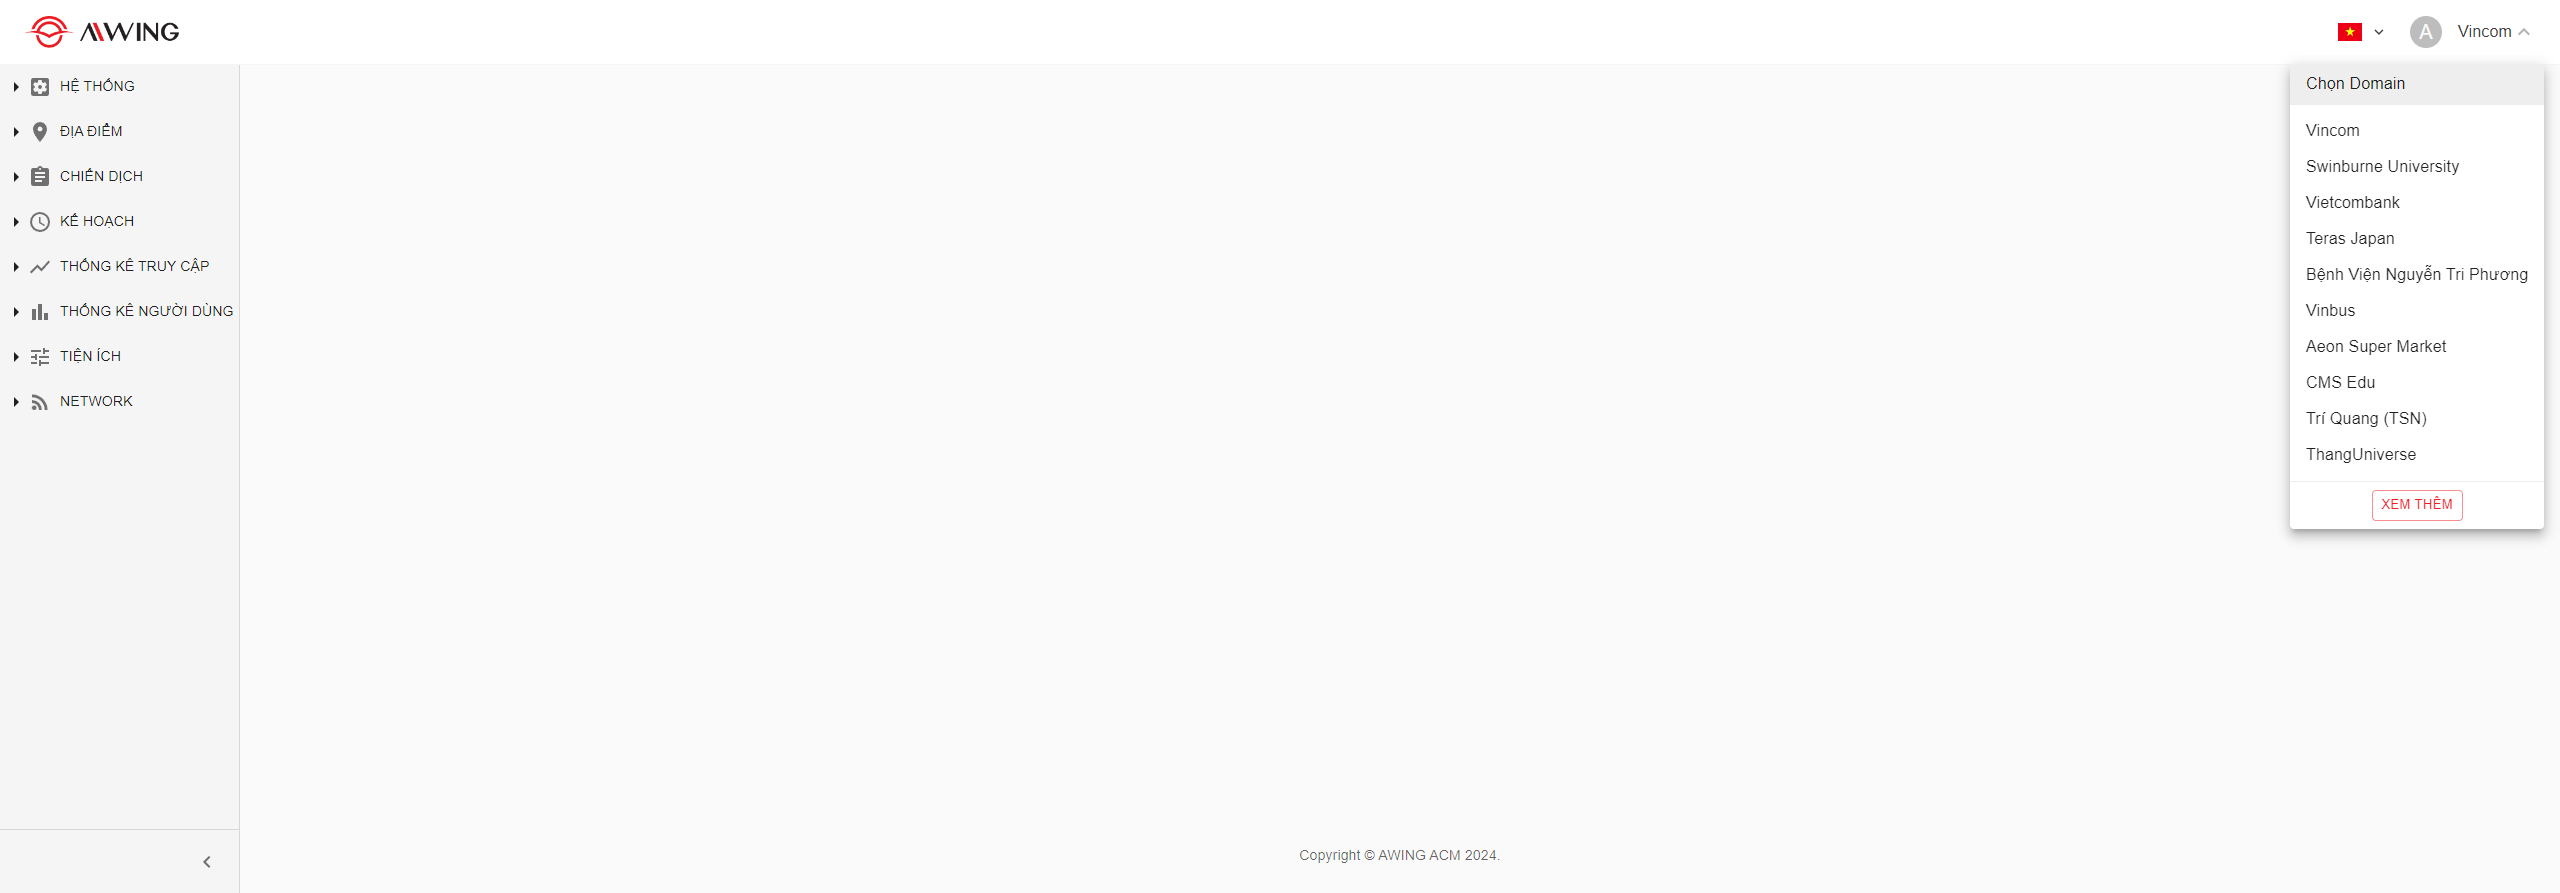 AWING
A
Vincom
HỆ THỐNG
ĐỊA ĐIỂM
CHIẾN DỊCH
KẾ HOẠCH
THỐNG KÊ TRUY CẬP
THỐNG KÊ NGƯỜI DÙNG
TIỆN ÍCH
NETWORK
Chọn Domain
Vincom
Swinburne University
Vietcombank
Teras Japan
Bệnh Viện Nguyễn Tri Phương
Vinbus
Aeon Super Market
CMS Edu
Trí Quang (TSN)
ThangUniverse
XEM THÊM
Copyright © AWING ACM 2024.